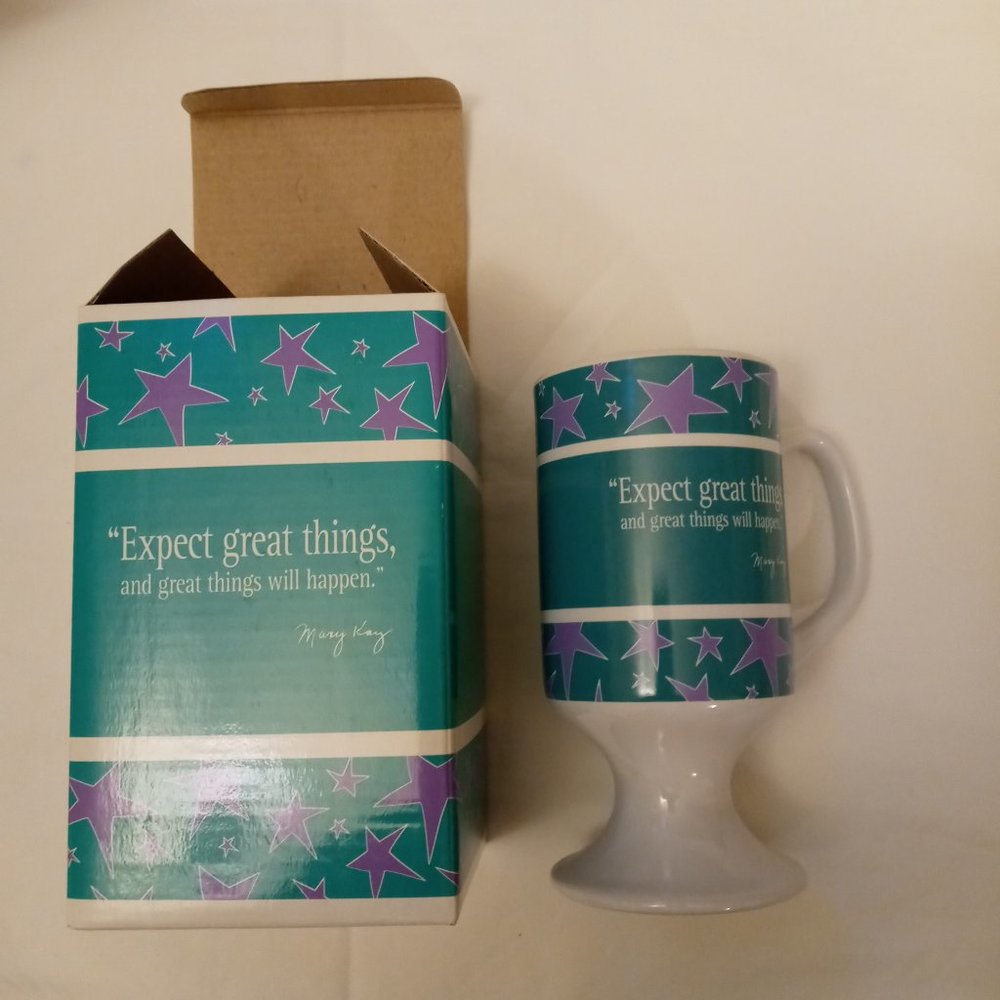 “Expect great things,
and great things will happen.”
Mary Kay
“Expect great things
and great things will happen.”
Mary Kay